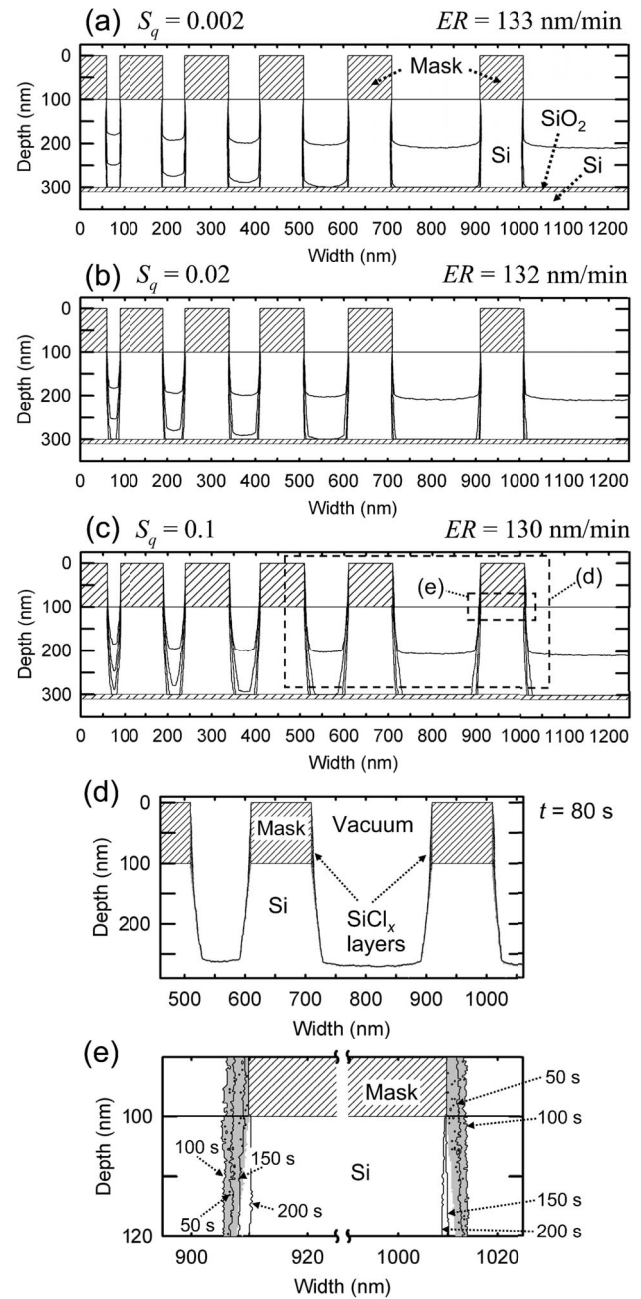 (a) S_q = 0.002 ER = 133 nm/min
Mask
SiO₂
Si
Si
Depth (nm)
0
100
200
300
0 100 200 300 400 500 600 700 800 900 1000 1100 1200
Width (nm)
(b) S_q = 0.02 ER = 132 nm/min
Depth (nm)
0
100
200
300
0 100 200 300 400 500 600 700 800 900 1000 1100 1200
Width (nm)
(c) S_q = 0.1 ER = 130 nm/min
(d)
(e)
Depth (nm)
0
100
200
300
0 100 200 300 400 500 600 700 800 900 1000 1100 1200
Width (nm)
(d)
t = 80 s
Mask
Vacuum
Si
SiClₓ
layers
Depth (nm)
0
100
200
500 600 700 800 900 1000
Width (nm)
(e)
Mask
50 s
100 s
Si
100 s
150 s
50 s
200 s
150 s
200 s
Depth (nm)
100
120
900 920 1000 1020
Width (nm)